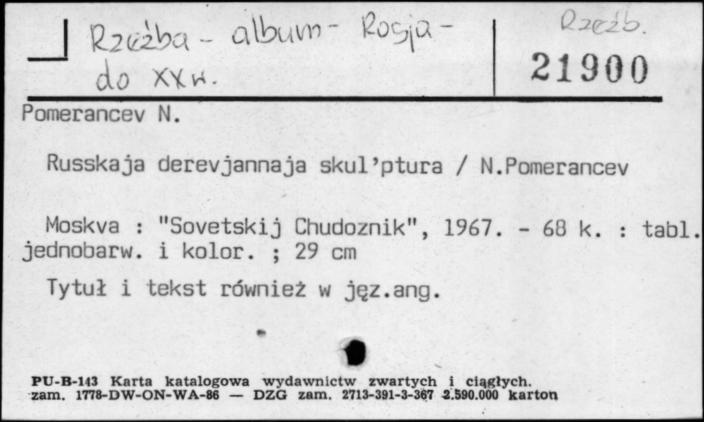 Rzeźba - album - Rosja -
Rzeźb.
do XX w.
21900
Pomerancev N.
Russkaja derevjannaja skul'ptura / N.Pomerancev
Moskva : "Sovetskij Chudoznik", 1967. - 68 k. : tabl.
jednobarw. i kolor. ; 29 cm
Tytuł i tekst również w jęz.ang.
PU-B-143 Karta katalogowa wydawnictw zwartych i ciągłych.
zam. 1778-DW-ON-WA-86 — DZG zam. 2713-391-3-367 2.590.000 karton